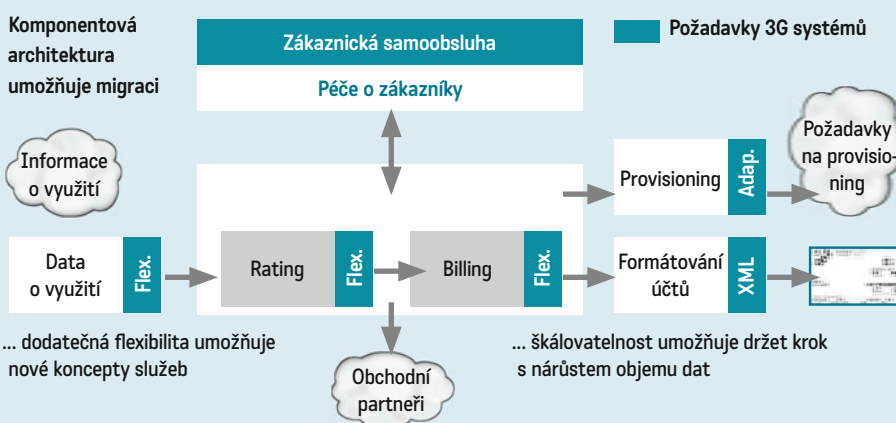 Komponentová
architektura
umožňuje migraci
Zákaznická samoobsluha
Péče o zákazníky
Požadavky 3G systémů
Informace
o využití
Data
o využití
Flex.
Rating
Flex.
Billing
Flex.
Provisioning
Adap.
Požadavky
na provisio-
ning
Formátování
účtů
XML
... dodatečná flexibilita umožňuje
nové koncepty služeb
Obchodní
partneři
... škálovatelnost umožňuje držet krok
s nárůstem objemu dat